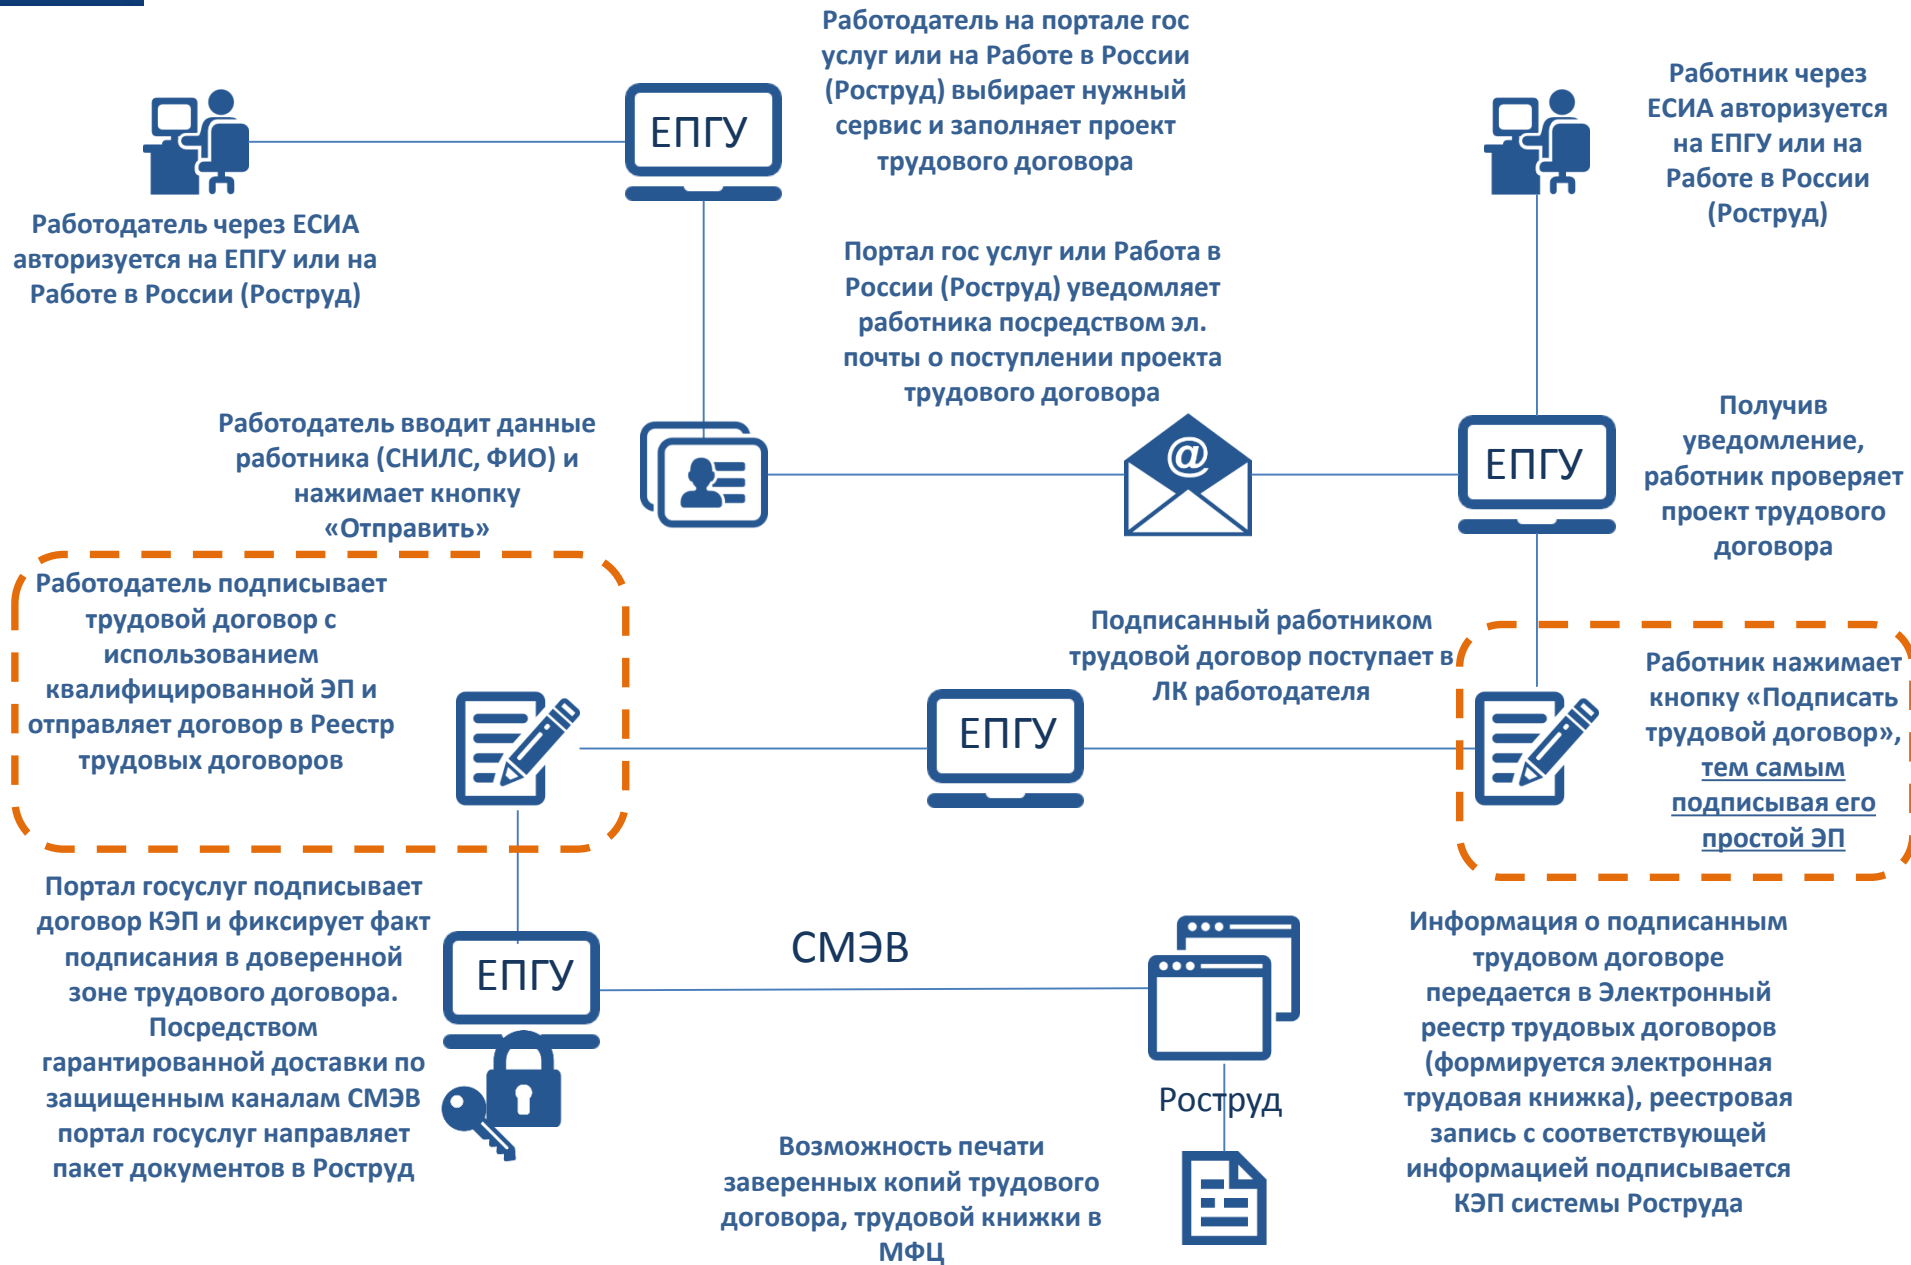 Работодатель на портале гос
услуг или на Работе в России
(Роструд) выбирает нужный
сервис и заполняет проект
трудового договора
ЕПГУ
Работник через
ЕСИА авторизуется
на ЕПГУ или на
Работе в России
(Роструд)
Работодатель через ЕСИА
авторизуется на ЕПГУ или на
Работе в России (Роструд)
Портал гос услуг или Работа в
России (Роструд) уведомляет
работника посредством эл.
почты о поступлении проекта
трудового договора
Работодатель вводит данные
работника (СНИЛС, ФИО) и
нажимает кнопку
«Отправить»
@
ЕПГУ
Получив
уведомление,
работник проверяет
проект трудового
договора
Работодатель подписывает
трудовой договор с
использованием
квалифицированной ЭП и
отправляет договор в Реестр
трудовых договоров
ЕПГУ
Подписанный работником
трудовой договор поступает в
ЛК работодателя
Работник нажимает
кнопку «Подписать
трудовой договор»,
тем самым
подписывая его
простой ЭП
Портал госуслуг подписывает
договор КЭП и фиксирует факт
подписания в доверенной
зоне трудового договора.
Посредством
гарантированной доставки по
защищенным каналам СМЭВ
портал госуслуг направляет
пакет документов в Роструд
ЕПГУ
СМЭВ
Роструд
Информация о подписанным
трудовом договоре
передается в Электронный
реестр трудовых договоров
(формируется электронная
трудовая книжка), реестровая
запись с соответствующей
информацией подписывается
КЭП системы Роструда
Возможность печати
заверенных копий трудового
договора, трудовой книжки в
МФЦ